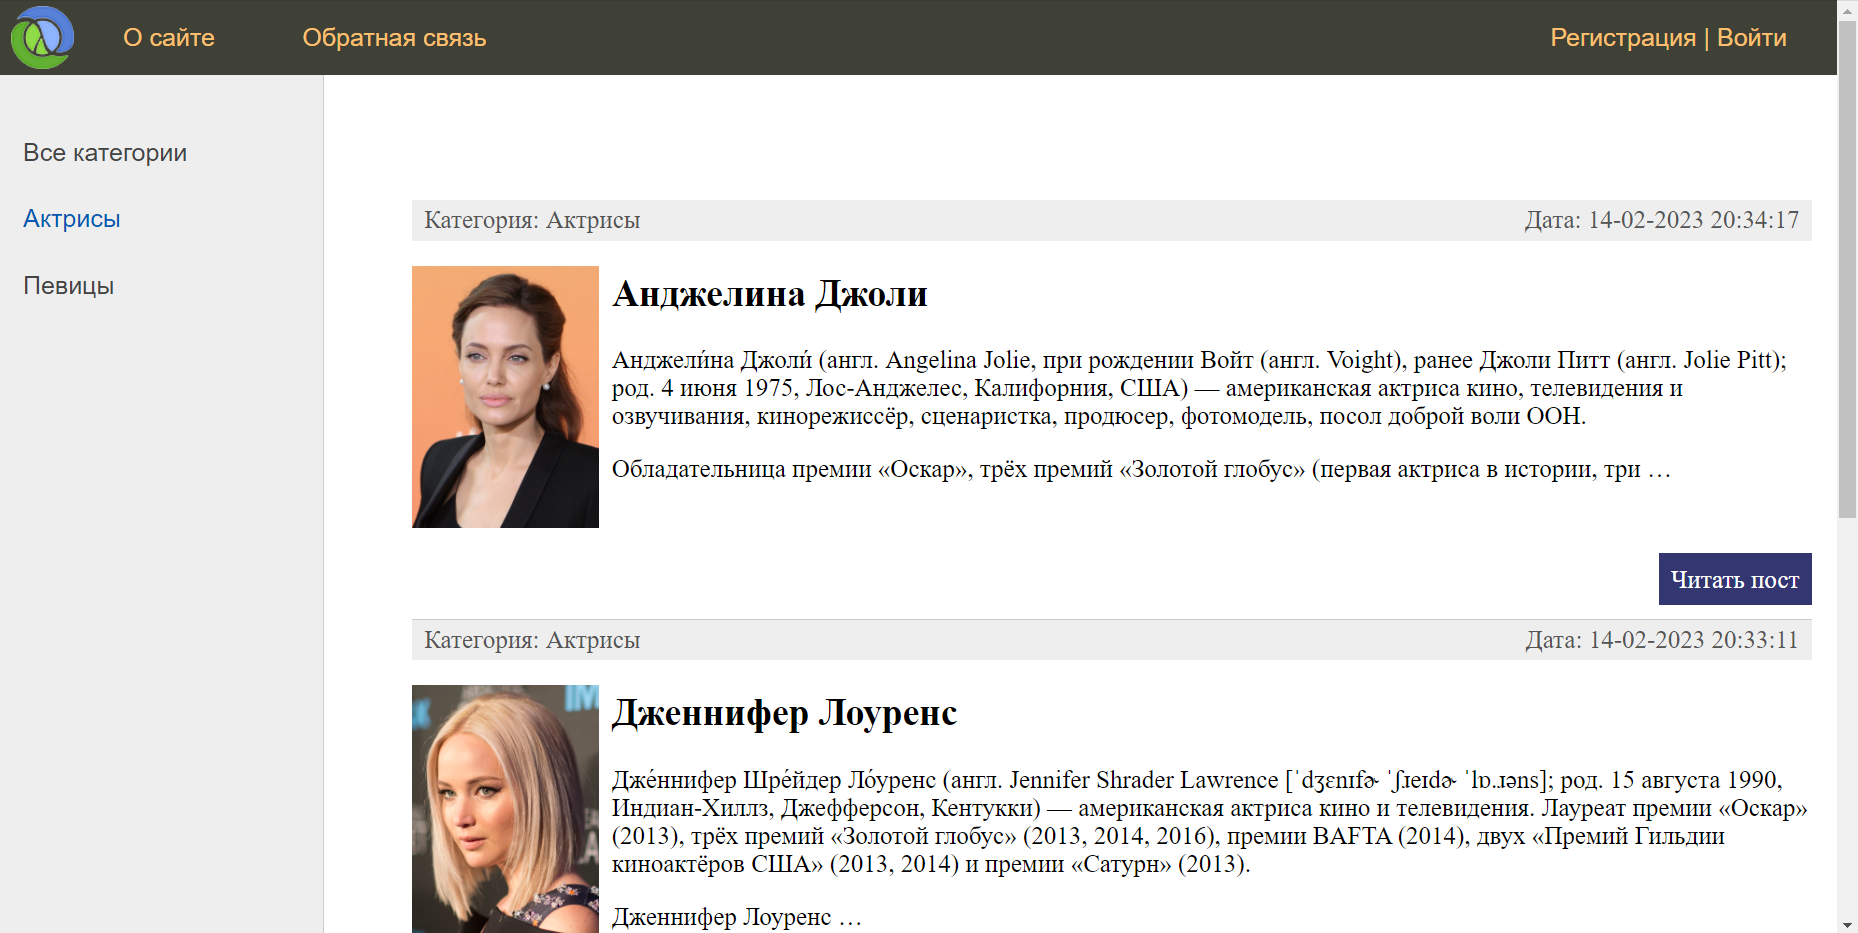 О сайте
Обратная связь
Регистрация | Войти
Все категории
Актрисы
Певицы
Категория: Актрисы
Дата: 14-02-2023 20:34:17
Анджелина Джоли
Анджели́на Джоли́ (англ. Angelina Jolie, при рождении Войт (англ. Voight), ранее Джоли Питт (англ. Jolie Pitt);
род. 4 июня 1975, Лос-Анджелес, Калифорния, США) — американская актриса кино, телевидения и
озвучивания, кинорежиссёр, сценаристка, продюсер, фотомодель, посол доброй воли ООН.
Обладательница премии «Оскар», трёх премий «Золотой глобус» (первая актриса в истории, три …
Читать пост
Категория: Актрисы
Дата: 14-02-2023 20:33:11
IM
Дженнифер Лоуренс
Дже́ннифер Шре́йдер Ло́уренс (англ. Jennifer Shrader Lawrence [ˈdʒɛnɪfɚ ˈʃɹeɪdɚ ˈlɒ.ɹəns]; род. 15 августа 1990,
Индиан-Хиллз, Джефферсон, Кентукки) — американская актриса кино и телевидения. Лауреат премии «Оскар»
(2013), трёх премий «Золотой глобус» (2013, 2014, 2016), премии BAFTA (2014), двух «Премий Гильдии
киноактёров США» (2013, 2014) и премии «Сатурн» (2013).
Дженнифер Лоуренс …